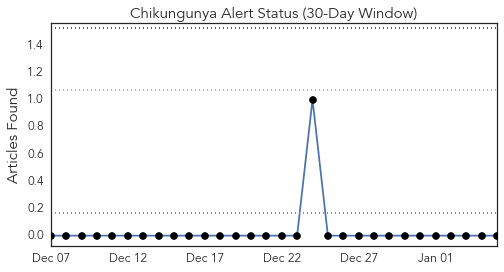 Chikungunya Alert Status (30-Day Window)
Articles Found
1.4
1.2
1.0
0.8
0.6
0.4
0.2
0.0
Dec 07 Dec 12 Dec 17 Dec 22 Dec 27 Jan 01